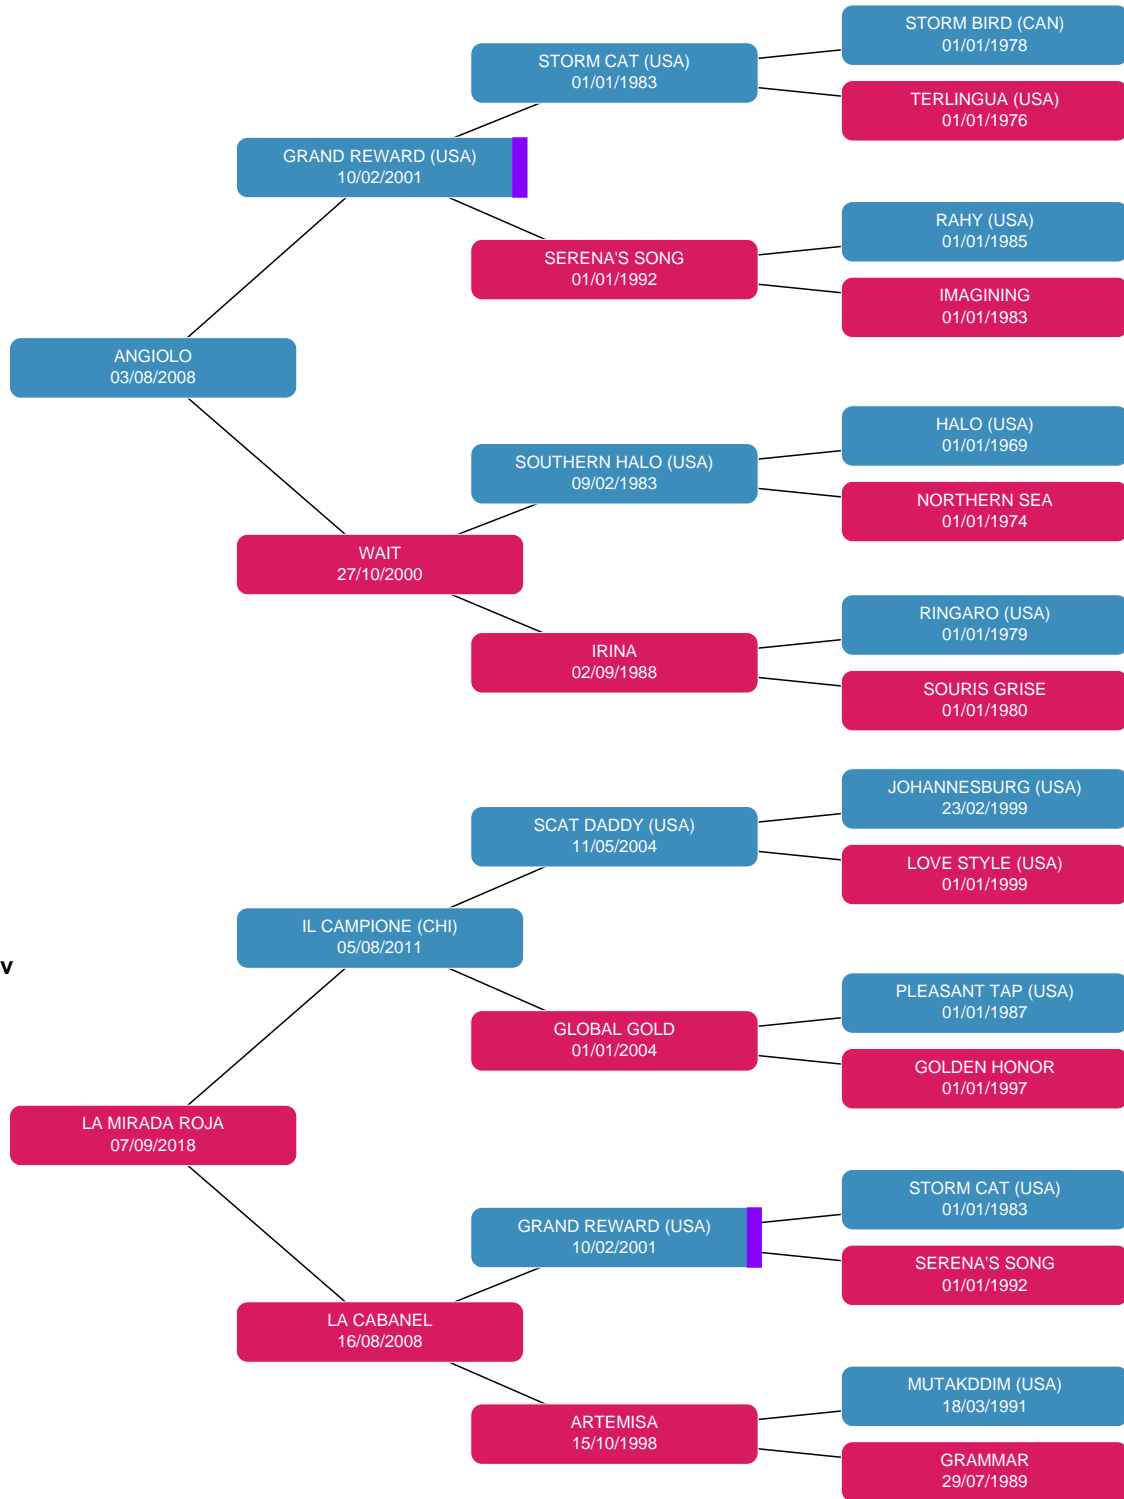 STORM BIRD (CAN)
01/01/1978
STORM CAT (USA)
01/01/1983
TERLINGUA (USA)
01/01/1976
GRAND REWARD (USA)
10/02/2001
RAHY (USA)
01/01/1985
SERENA'S SONG
01/01/1992
IMAGINING
01/01/1983
ANGIOLO
03/08/2008
HALO (USA)
01/01/1969
SOUTHERN HALO (USA)
09/02/1983
NORTHERN SEA
01/01/1974
WAIT
27/10/2000
RINGARO (USA)
01/01/1979
IRINA
02/09/1988
SOURIS GRISE
01/01/1980
JOHANNESBURG (USA)
23/02/1999
SCAT DADDY (USA)
11/05/2004
LOVE STYLE (USA)
01/01/1999
IL CAMPIONE (CHI)
05/08/2011
v
PLEASANT TAP (USA)
01/01/1987
GLOBAL GOLD
01/01/2004
GOLDEN HONOR
01/01/1997
LA MIRADA ROJA
07/09/2018
STORM CAT (USA)
01/01/1983
GRAND REWARD (USA)
10/02/2001
SERENA'S SONG
01/01/1992
LA CABANEL
16/08/2008
MUTAKDDIM (USA)
18/03/1991
ARTEMISA
15/10/1998
GRAMMAR
29/07/1989